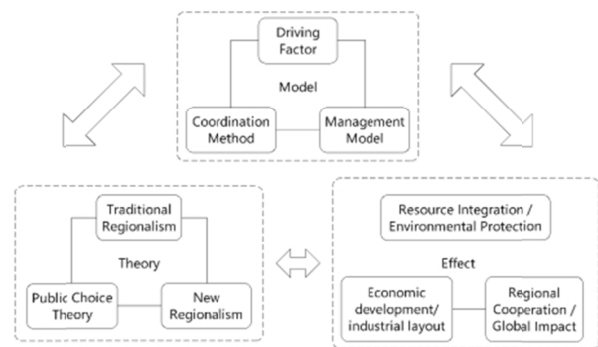 Driving
Factor
Model
Coordination
Method
Management
Model
Traditional
Regionalism
Theory
Public Choice
Theory
New
Regionalism
Resource Integration /
Environmental Protection
Effect
Economic
development/
industrial layout
Regional
Cooperation /
Global Impact